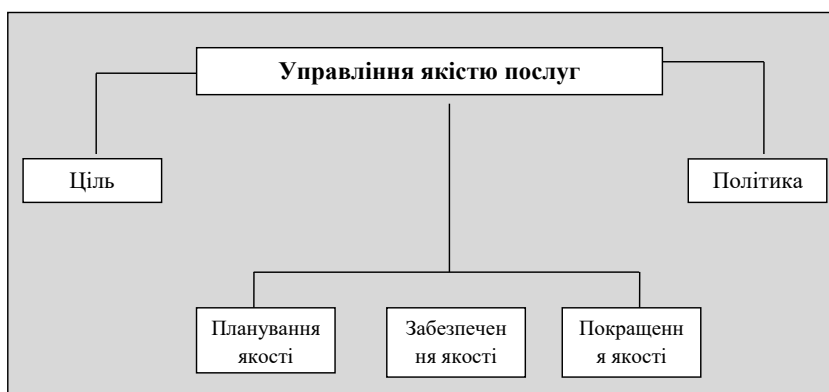 Управління якістю послуг
Ціль
Політика
Планування
якості
Забезпечен
ня якості
Покращенн
я якості